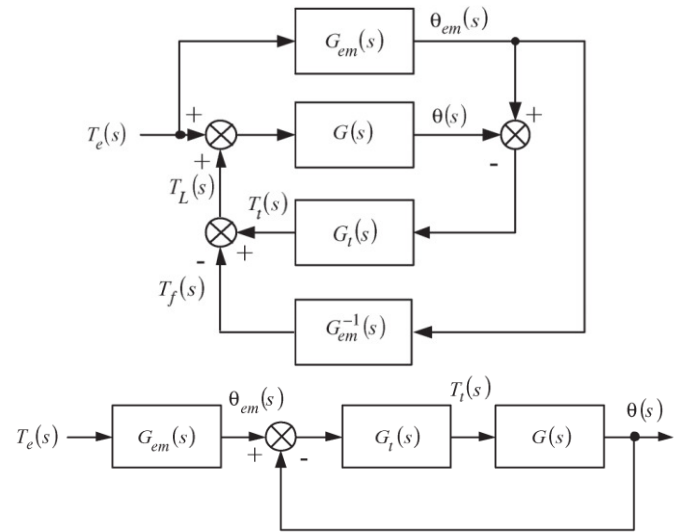 θ_em(s)
G_em(s)
+ +
T_e(s) G(s) θ(s)
+ -
T_L(s) T_t(s)
G_t(s)
- +
T_f(s)
G_em^-1(s)
θ_em(s) T_t(s) θ(s)
T_e(s) G_em(s) G_t(s) G(s)
+ -